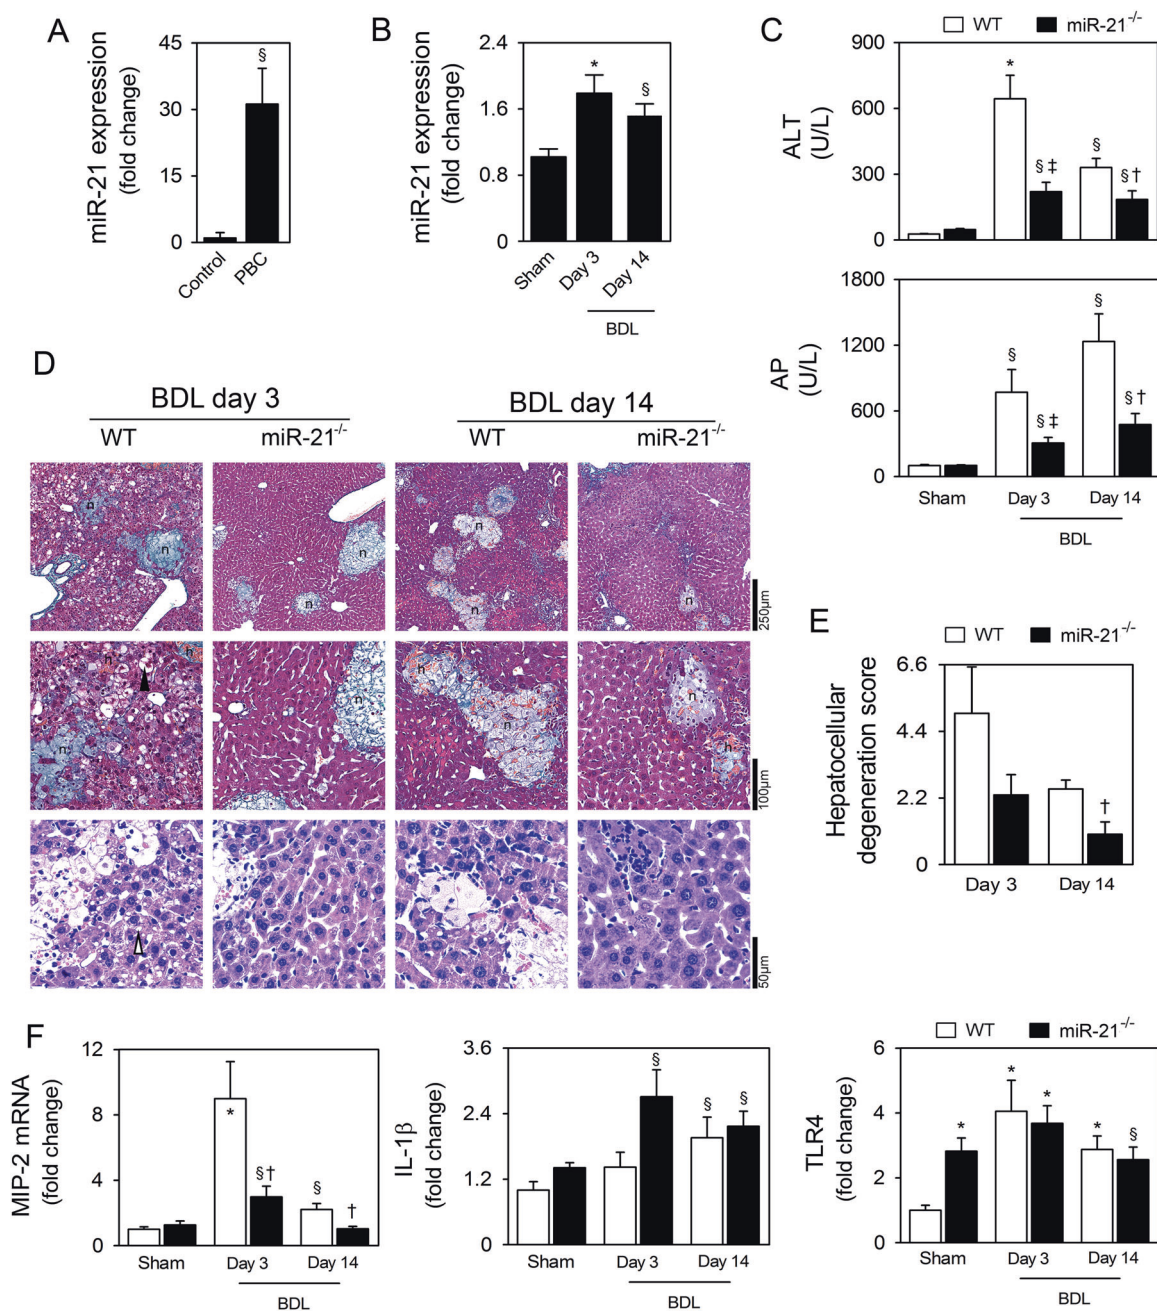 A
miR-21 expression
(fold change)
45
30
15
0
§
Control
PBC
B
miR-21 expression
(fold change)
2.4
1.6
0.8
0
*
§
Sham
Day 3
Day 14
BDL
C
WT
miR-21-/-
ALT
(U/L)
900
600
300
0
*
§‡
§
§†
AP
(U/L)
1800
1200
600
0
§
§‡
§
§†
Sham
Day 3
Day 14
BDL
D
BDL day 3
BDL day 14
WT
miR-21-/-
WT
miR-21-/-
n
n
n
n
n
n
n
250µm
h
h
n
n
h
n
n
h
100µm
50µm
E
WT
miR-21-/-
Hepatocellular
degeneration score
6.6
4.4
2.2
0
†
Day 3
Day 14
F
MIP-2 mRNA
(fold change)
12
8
4
0
*
§†
§
†
Sham
Day 3
Day 14
BDL
IL-1β
(fold change)
3.6
2.4
1.2
0
§
§
§
Sham
Day 3
Day 14
BDL
WT
miR-21-/-
TLR4
(fold change)
6
4
2
0
*
*
*
*
§
Sham
Day 3
Day 14
BDL